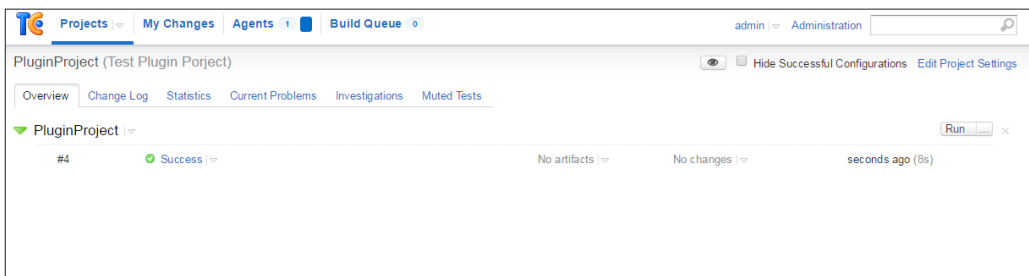 TC Projects My Changes Agents 1 Build Queue 0 admin Administration
PluginProject (Test Plugin Porject) Hide Successful Configurations Edit Project Settings
Overview Change Log Statistics Current Problems Investigations Muted Tests
PluginProject Run ...
#4 Success No artifacts No changes seconds ago (8s)